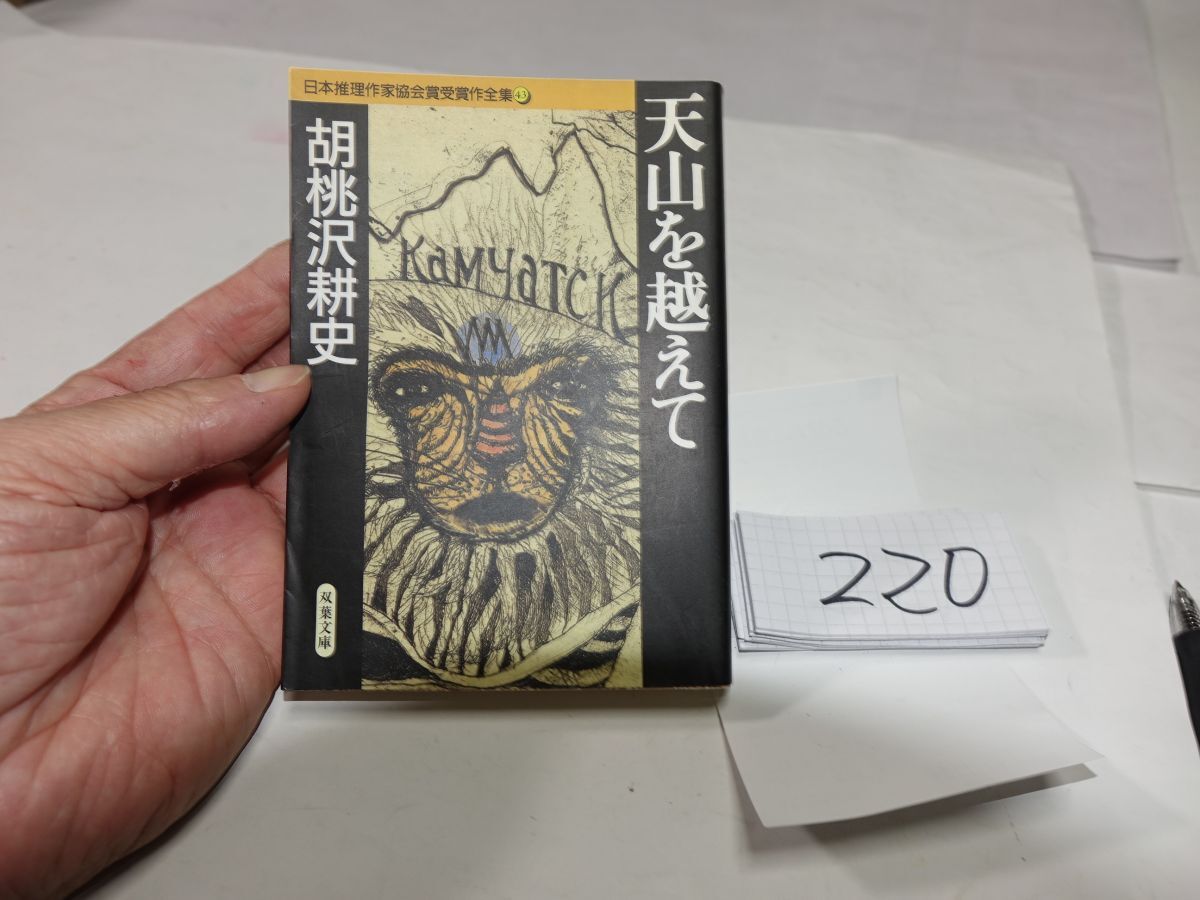 日本推理作家協会賞受賞作全集43
天山を越えて
胡桃沢耕史
КАМЧАТСК
双葉文庫
220